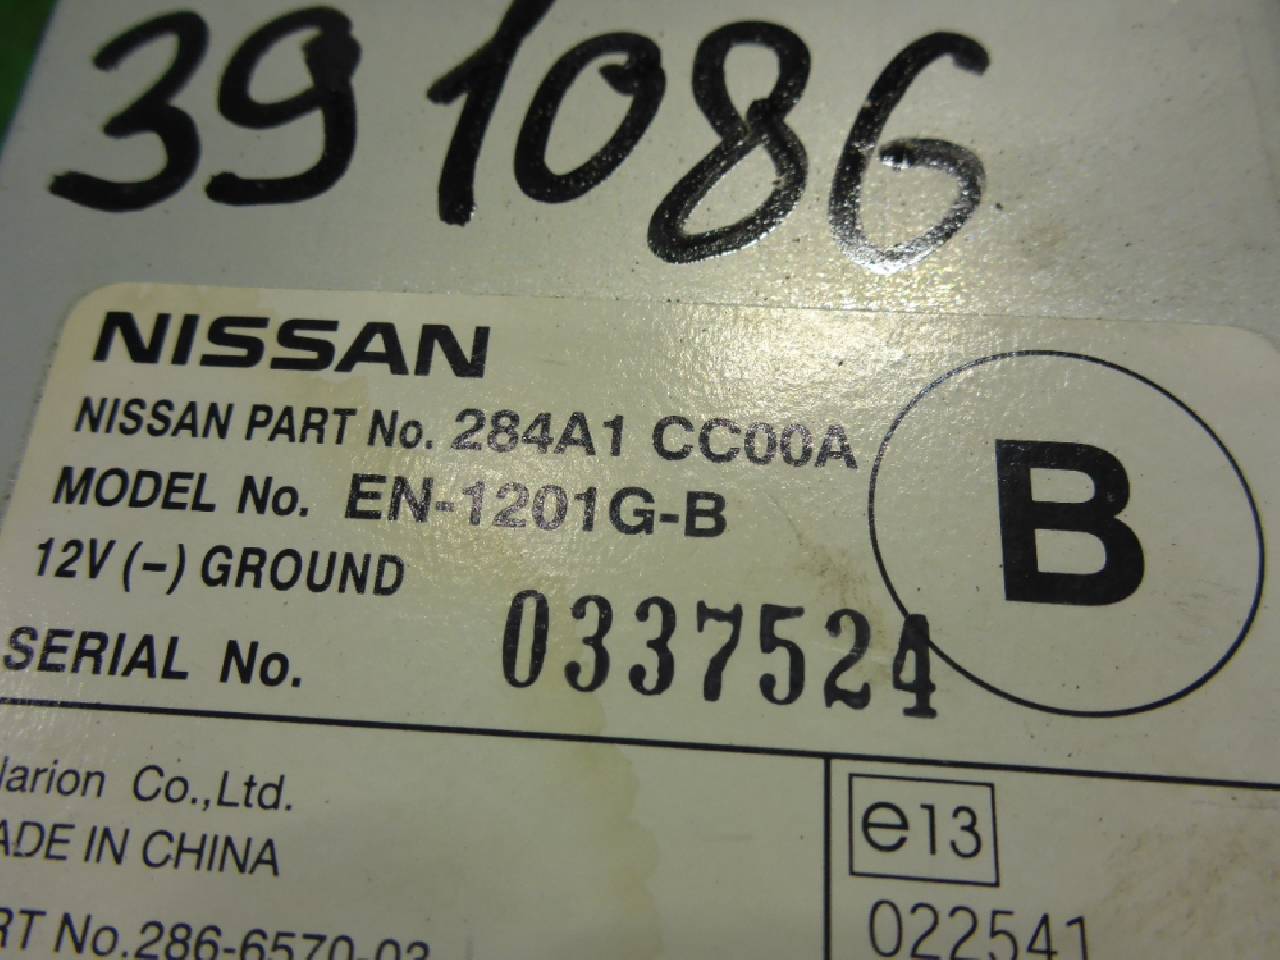 391086
NISSAN
NISSAN PART No. 284A1 CC00A
MODEL No. EN-1201G-B
B
12V (-) GROUND
SERIAL No. 0337524
larion Co.,Ltd.
ADE IN CHINA
RT No.286-6570-03
e13
022541